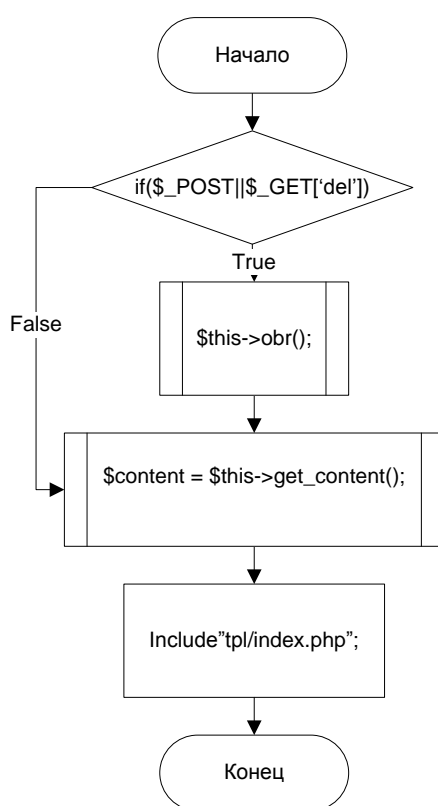 Начало
if($_POST||$_GET[‘del’])
True
False
$this->obr();
$content = $this->get_content();
Include”tpl/index.php”;
Конец